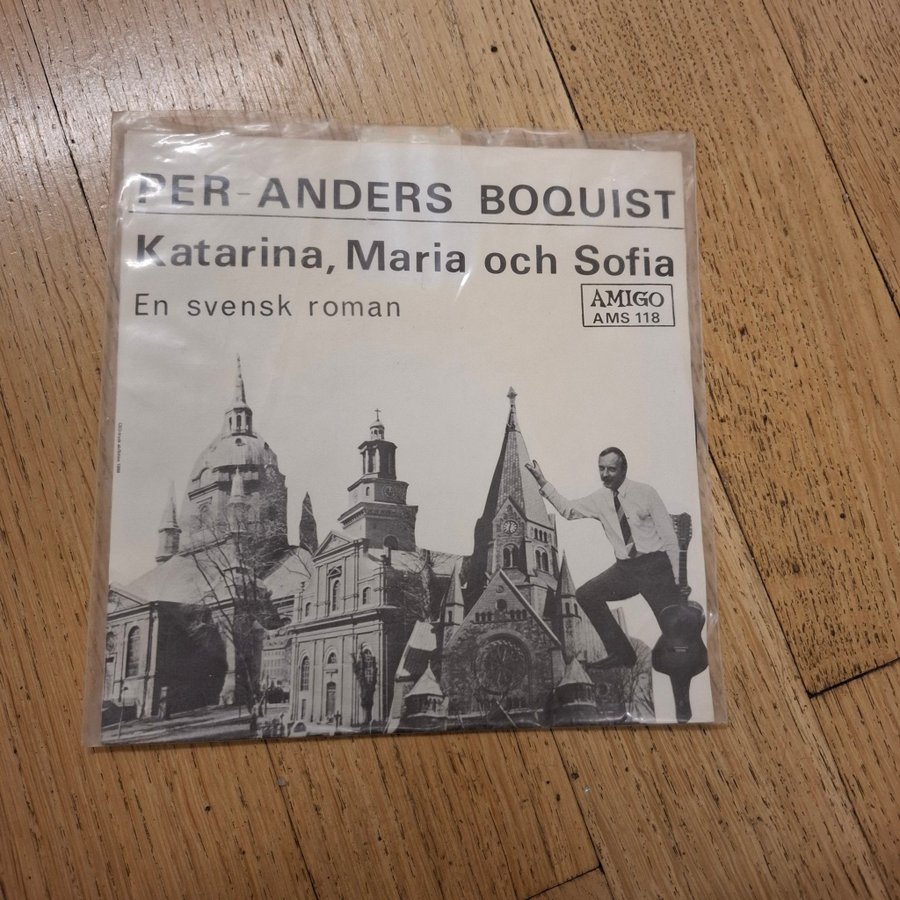 PER-ANDERS BOQUIST
Katarina, Maria och Sofia
En svensk roman
AMIGO
AMS 118